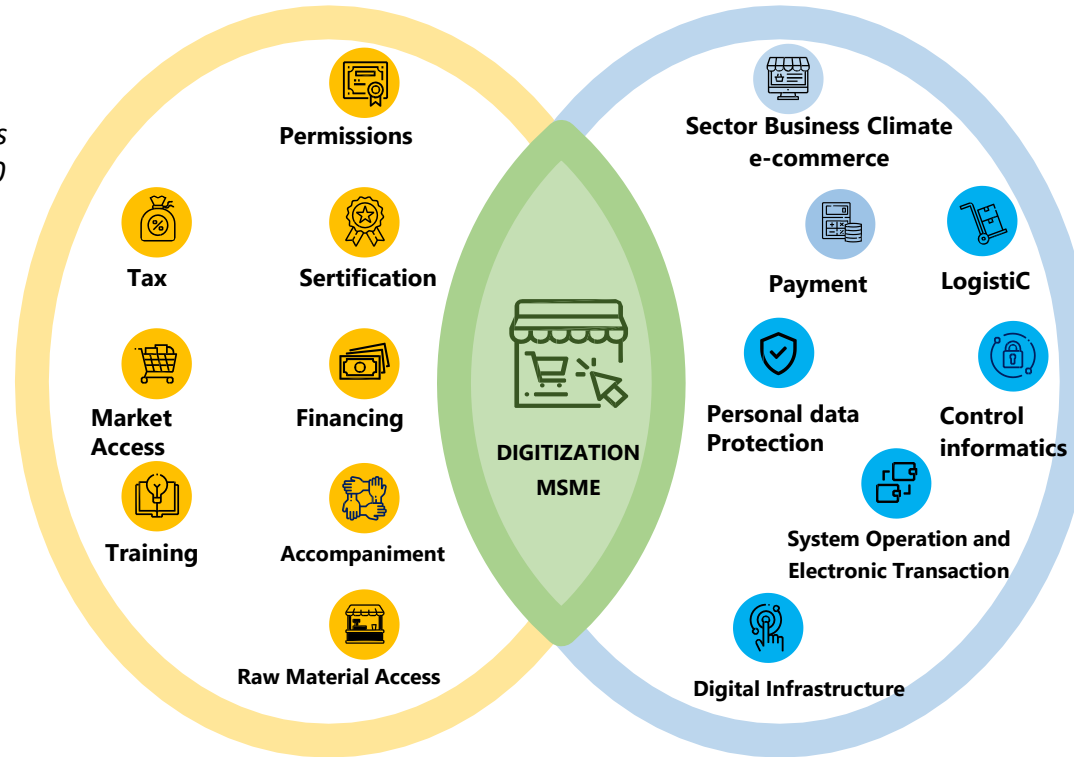 s
0
Permissions
Tax
Sertification
Market
Access
Financing
Training
Accompaniment
Raw Material Access
DIGITIZATION
MSME
Sector Business Climate
e-commerce
Payment
LogistiC
Personal data
Protection
Control
informatics
System Operation and
Electronic Transaction
Digital Infrastructure